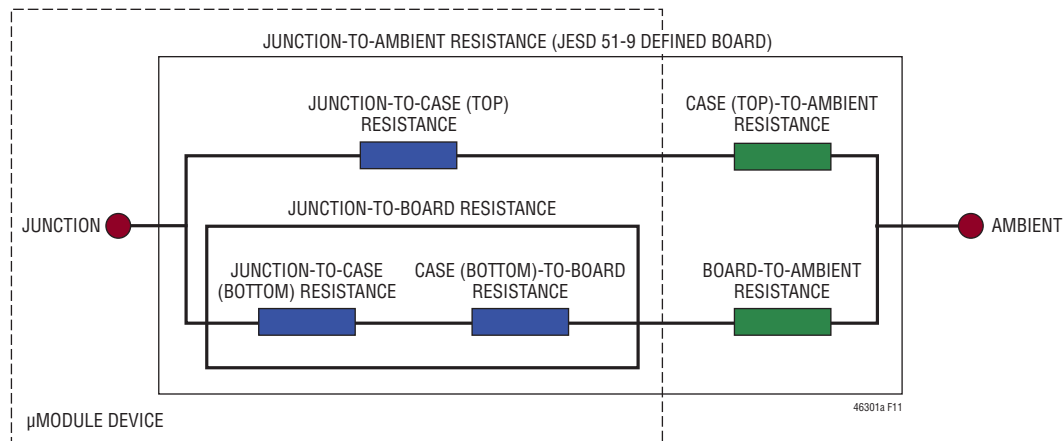 JUNCTION-TO-AMBIENT RESISTANCE (JESD 51-9 DEFINED BOARD)
JUNCTION-TO-CASE (TOP)
RESISTANCE
CASE (TOP)-TO-AMBIENT
RESISTANCE
JUNCTION-TO-BOARD RESISTANCE
JUNCTION
AMBIENT
JUNCTION-TO-CASE
(BOTTOM) RESISTANCE
CASE (BOTTOM)-TO-BOARD
RESISTANCE
BOARD-TO-AMBIENT
RESISTANCE
46301a F11
µMODULE DEVICE